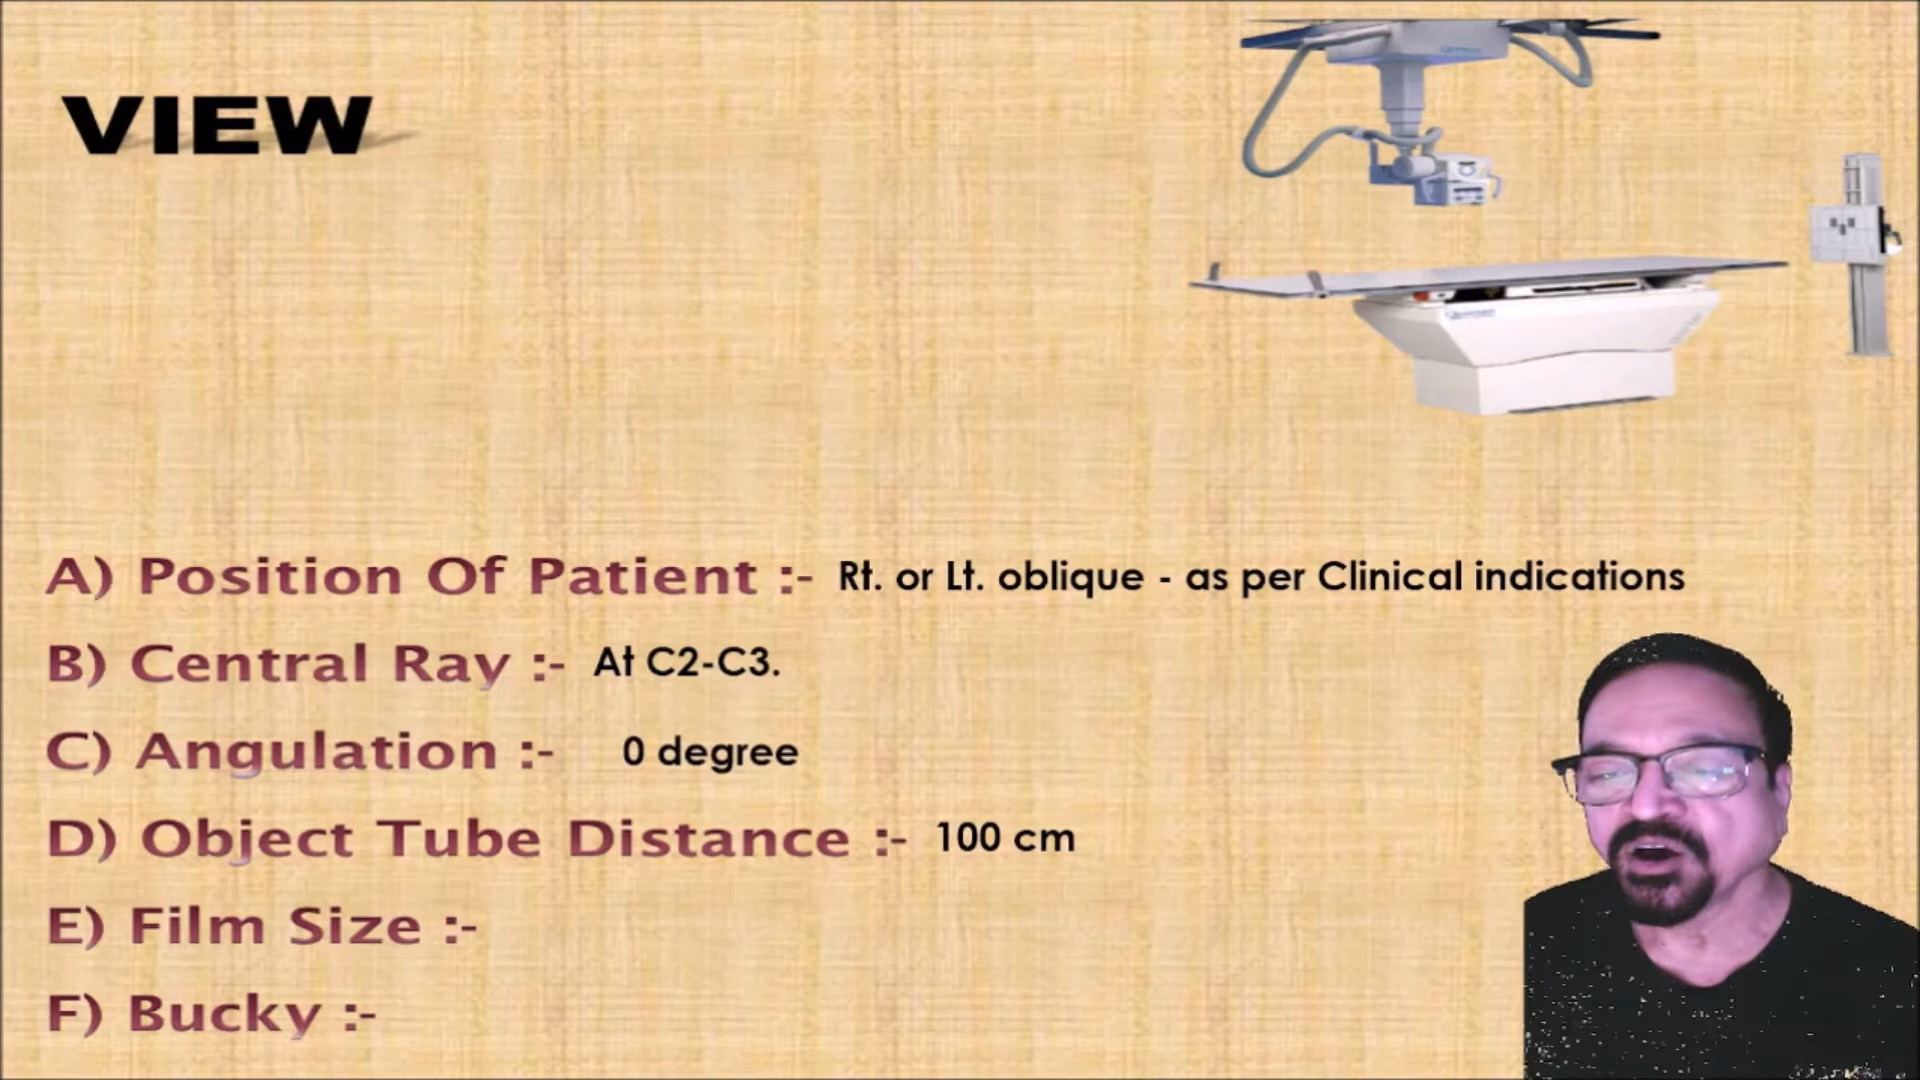 VIEW
A) Position Of Patient :- Rt. or Lt. oblique - as per Clinical indications
B) Central Ray :- At C2-C3.
C) Angulation :- 0 degree
D) Object Tube Distance :- 100 cm
E) Film Size :-
F) Bucky :-